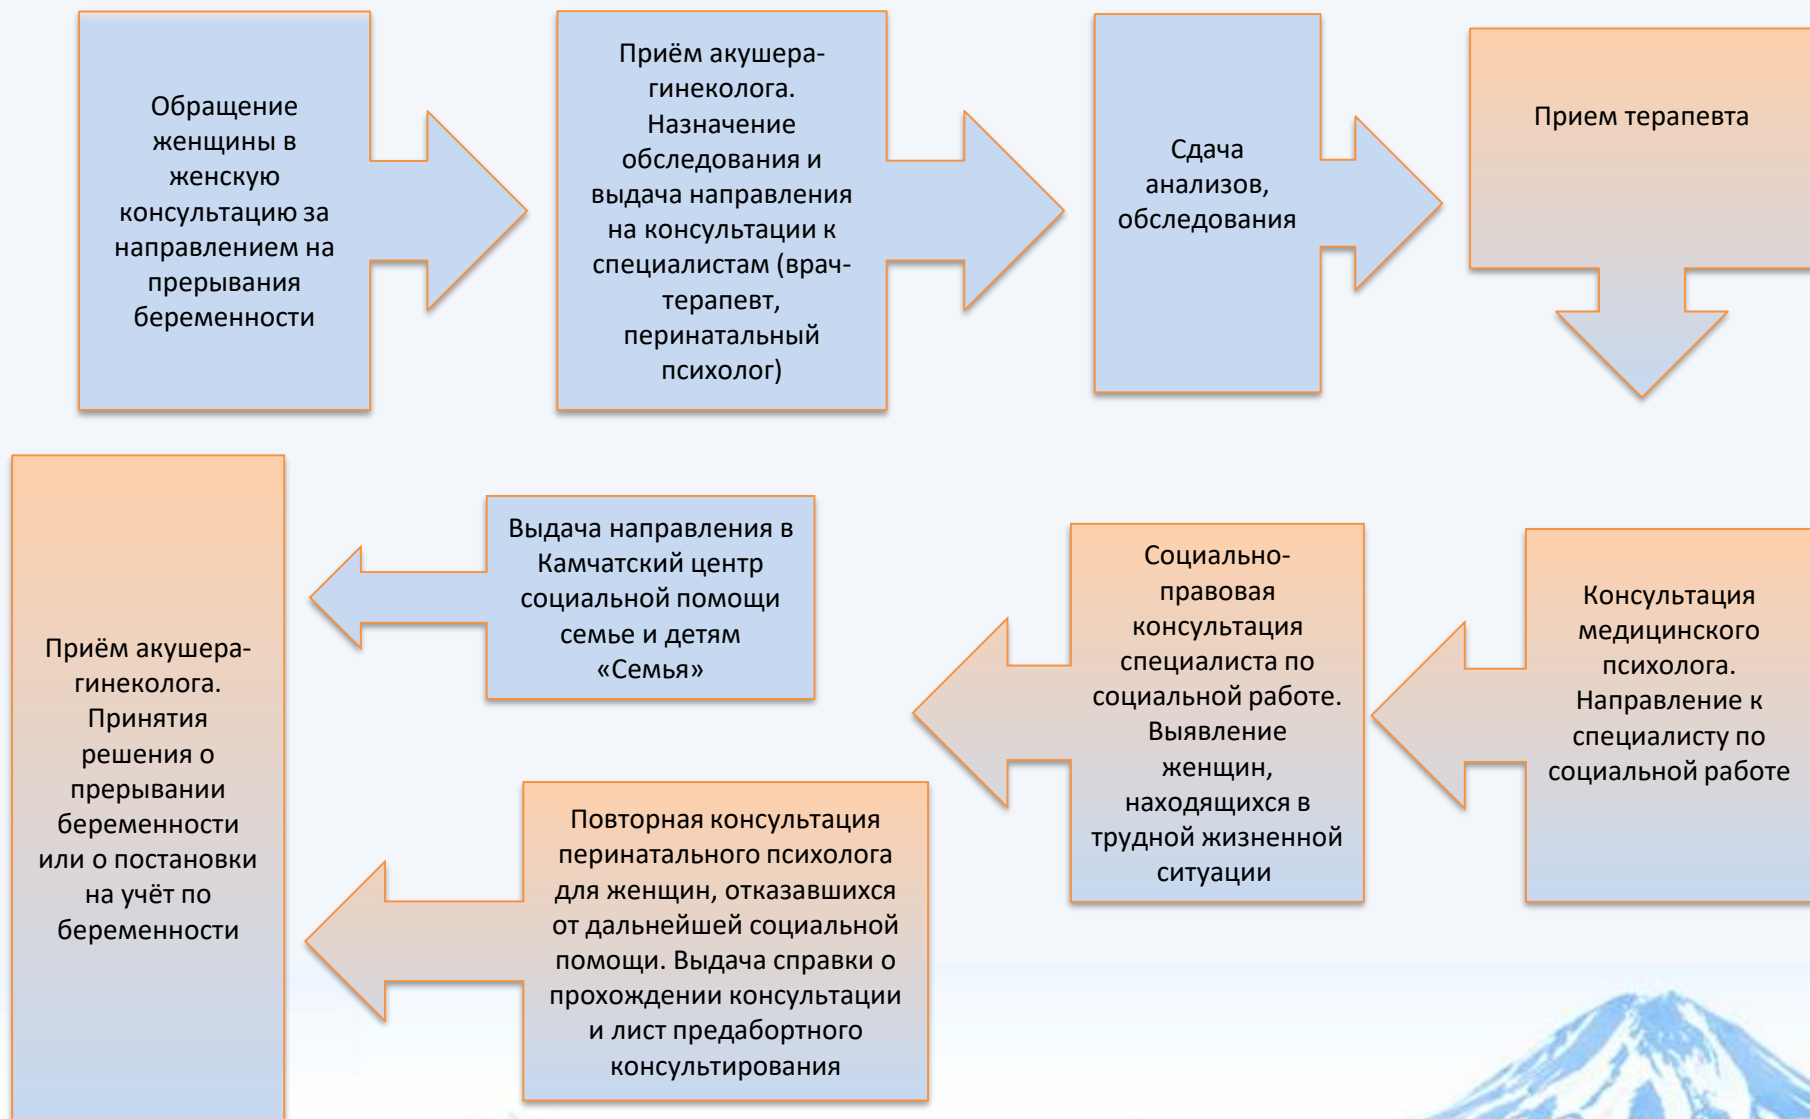 Обращение
женщины в
женскую
консультацию за
направлением на
прерывания
беременности
Приём акушера-
гинеколога.
Назначение
обследования и
выдача направления
на консультации к
специалистам (врач-
терапевт,
перинатальный
психолог)
Сдача
анализов,
обследования
Прием терапевта
Консультация
медицинского
психолога.
Направление к
специалисту по
социальной работе
Социально-
правовая
консультация
специалиста по
социальной работе.
Выявление
женщин,
находящихся в
трудной жизненной
ситуации
Выдача направления в
Камчатский центр
социальной помощи
семье и детям
«Семья»
Повторная консультация
перинатального психолога
для женщин, отказавшихся
от дальнейшей социальной
помощи. Выдача справки о
прохождении консультации
и лист предабортного
консультирования
Приём акушера-
гинеколога.
Принятия
решения о
прерывании
беременности
или о постановки
на учёт по
беременности